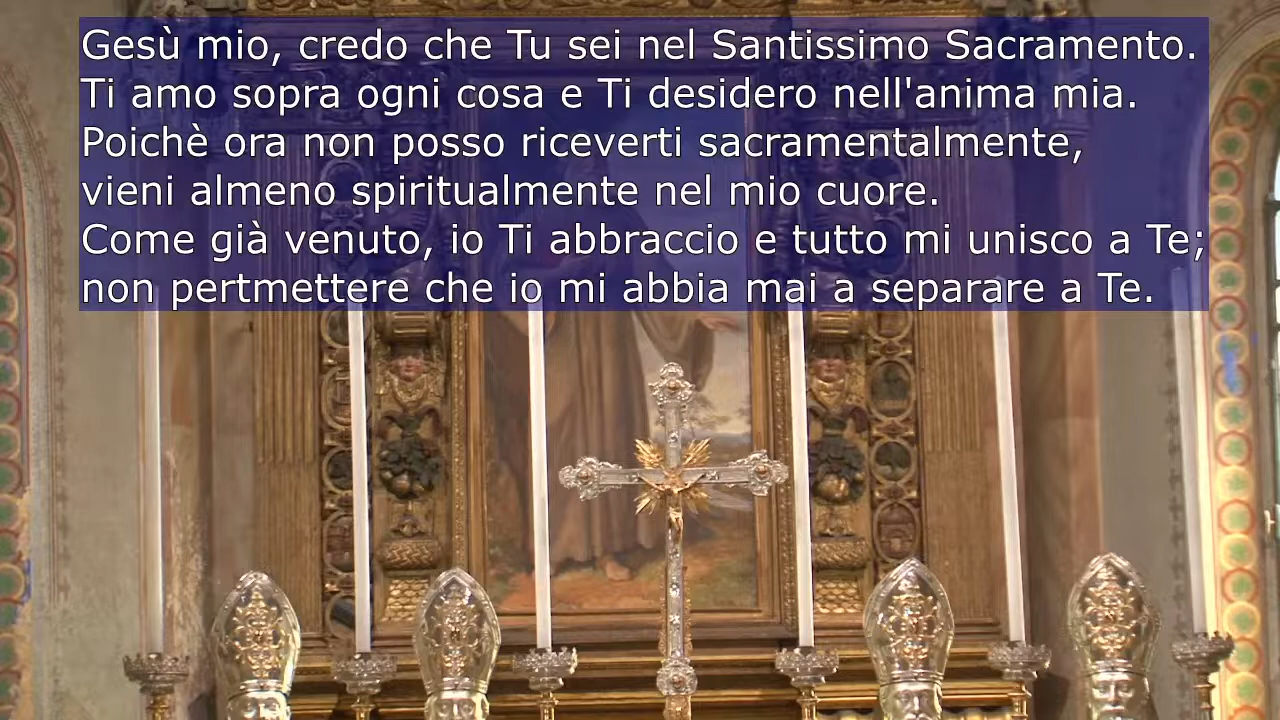 Gesù mio, credo che Tu sei nel Santissimo Sacramento.
Ti amo sopra ogni cosa e Ti desidero nell'anima mia.
Poichè ora non posso riceverti sacramentalmente,
vieni almeno spiritualmente nel mio cuore.
Come già venuto, io Ti abbraccio e tutto mi unisco a Te;
non pertmettere che io mi abbia mai a separare a Te.